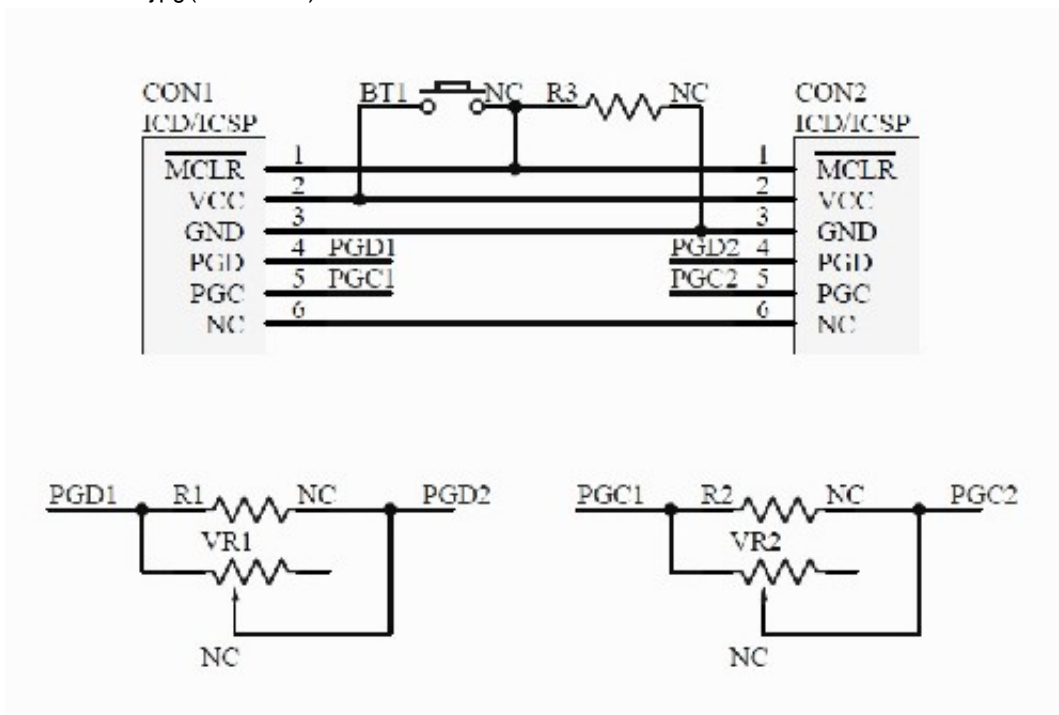 CON1
ICD/ICSP
BT1 NC R3 NC
CON2
ICD/ICSP
MCLR 1
VCC 2
GND 3
PGD 4 PGD1
PGC 5 PGC1
NC 6
1 MCLR
2 VCC
3 GND
PGD2 4 PGD
PGC2 5 PGC
6 NC
PGD1 R1 NC PGD2
VR1
NC
PGC1 R2 NC PGC2
VR2
NC